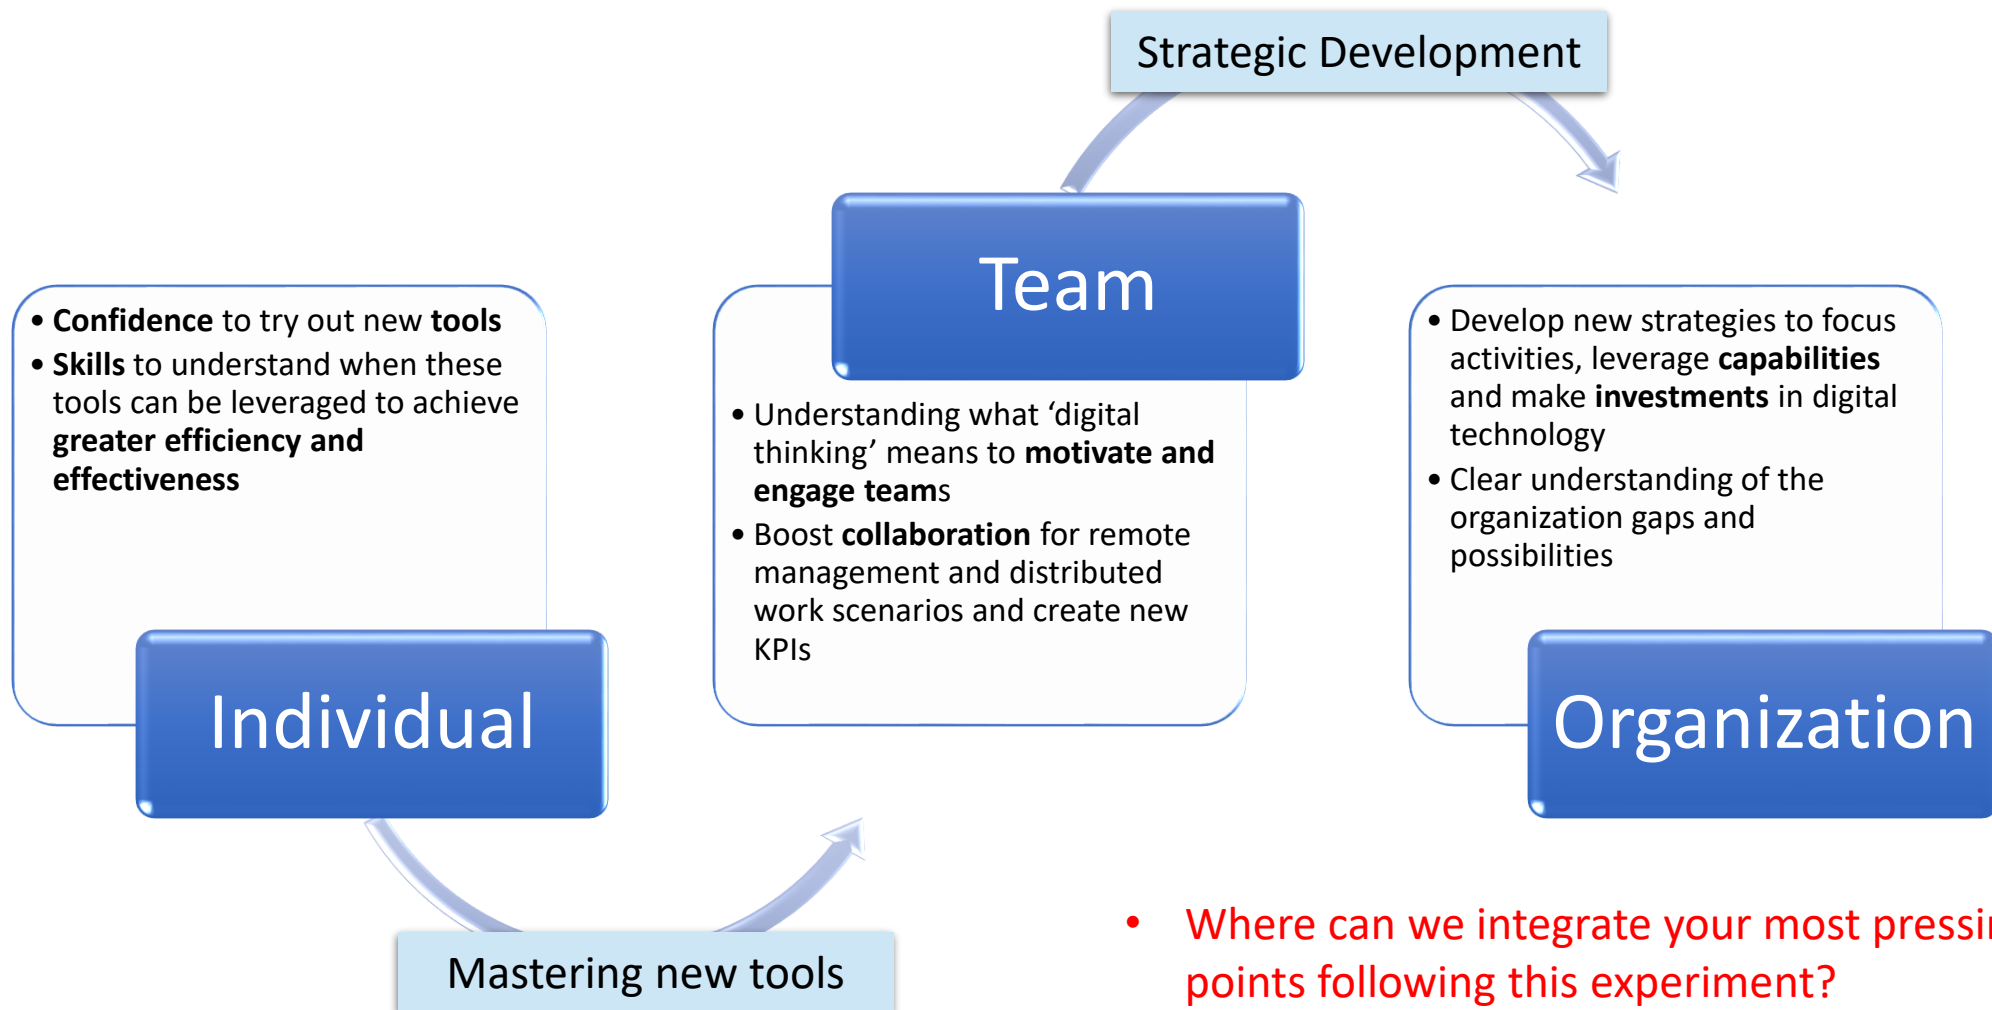 Strategic Development
Team
• Confidence to try out new tools
• Skills to understand when these
tools can be leveraged to achieve
greater efficiency and
effectiveness
Individual
• Understanding what ‘digital
thinking’ means to motivate and
engage teams
• Boost collaboration for remote
management and distributed
work scenarios and create new
KPIs
• Develop new strategies to focus
activities, leverage capabilities
and make investments in digital
technology
• Clear understanding of the
organization gaps and
possibilities
Organization
Mastering new tools
• Where can we integrate your most
points following this experiment?